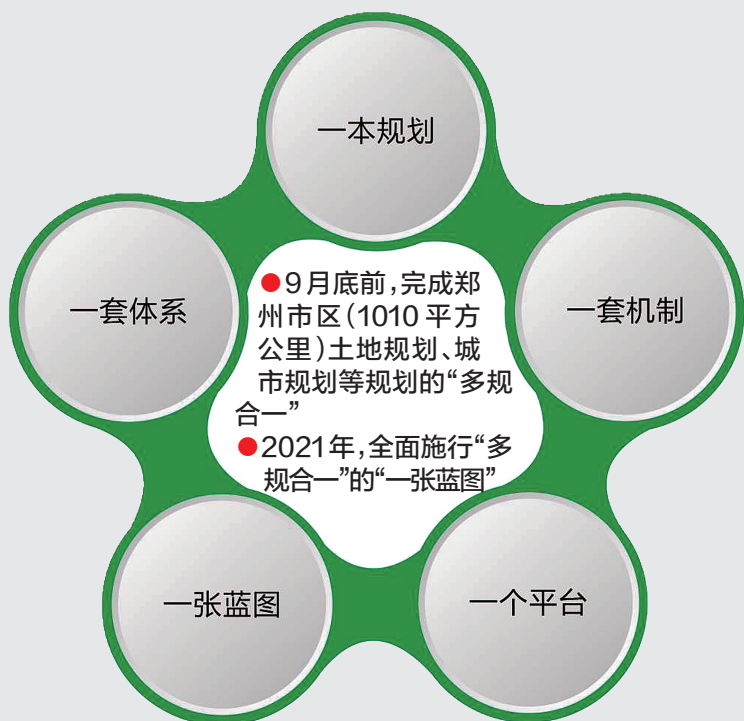 一本规划
一套体系
一套机制
●9月底前,完成郑
州市区(1010平方
公里)土地规划、城
市规划等规划的“多规
合一”
●2021年,全面施行“多
规合一”的“一张蓝图”
一张蓝图
一个平台